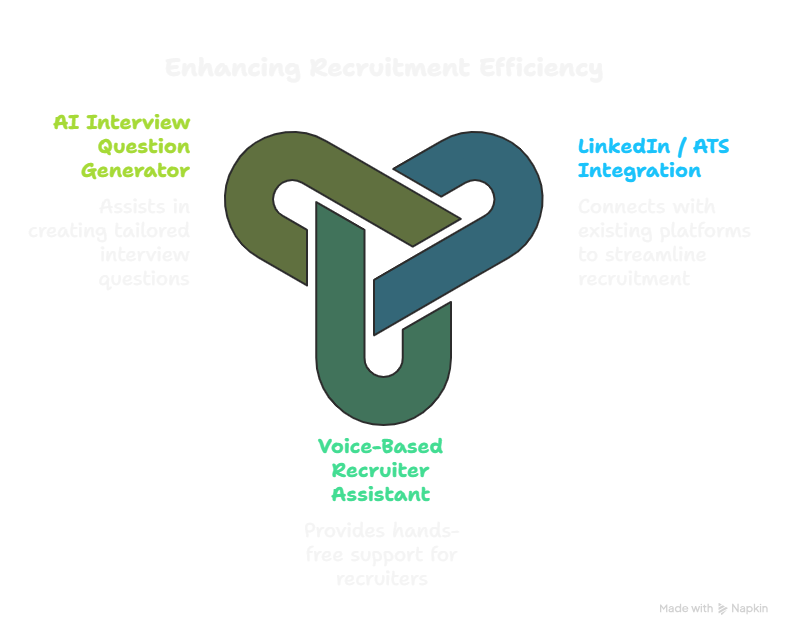 Enhancing Recruitment Efficiency
AI Interview
Question
Generator
Assists in
creating tailored
interview
questions
LinkedIn / ATS
Integration
Connects with
existing platforms
to streamline
recruitment
Voice-Based
Recruiter
Assistant
Provides hands-
free support for
recruiters
Made with Napkin